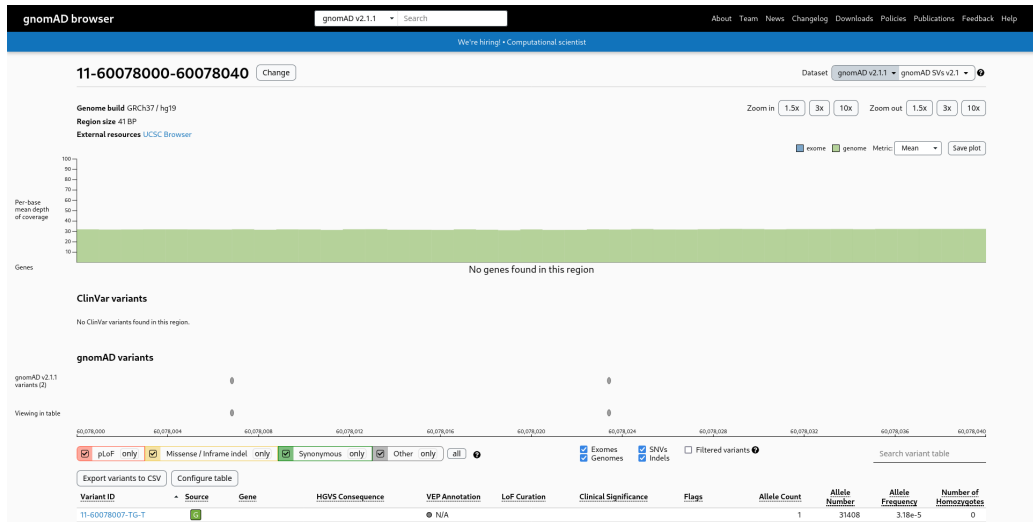 gnomAD browser
gnomAD v2.1.1 Search
About Team News Changelog Downloads Policies Publications Feedback Help
We're hiring! • Computational scientist
11-60078000-60078040 Change
Dataset gnomAD v2.1.1 gnomAD SVs v2.1
Genome build GRCh37 / hg19
Region size 41 BP
External resources UCSC Browser
Zoom in 1.5x 3x 10x Zoom out 1.5x 3x 10x
exome genome Metric: Mean Save plot
100
90
80
70
60
50
40
30
20
10
Per-base
mean depth
of coverage
Genes
No genes found in this region
ClinVar variants
No ClinVar variants found in this region.
gnomAD variants
gnomAD v2.1.1
variants (2)
Viewing in table
60,078,000 60,078,004 60,078,008 60,078,012 60,078,016 60,078,020 60,078,024 60,078,028 60,078,032 60,078,036 60,078,040
pLoF only Missense / Inframe indel only Synonymous only Other only all ?
Exomes SNVs Filtered variants ?
Genomes Indels
Search variant table
Export variants to CSV Configure table
Variant ID Source Gene HGVS Consequence VEP Annotation LoF Curation Clinical Significance Flags Allele Count Allele Number Allele Frequency Number of Homozygotes
11-60078007-TG-T G N/A 1 31408 3.18e-5 0